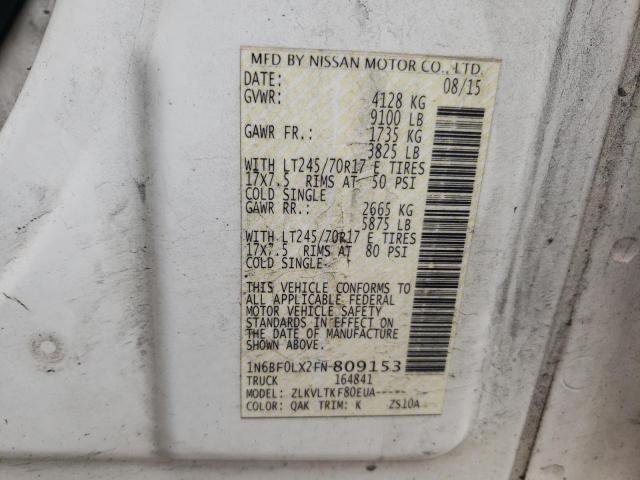 MFD BY NISSAN MOTOR CO., LTD.
DATE: 08/15
GVWR: 4128 KG
9100 LB
GAWR FR.: 1735 KG
3825 LB
WITH LT245/70R17 E TIRES
17X7.5 RIMS AT 50 PSI
COLD SINGLE
GAWR RR.: 2665 KG
5875 LB
WITH LT245/70R17 E TIRES
17X7.5 RIMS AT 80 PSI
COLD SINGLE
THIS VEHICLE CONFORMS TO
ALL APPLICABLE FEDERAL
MOTOR VEHICLE SAFETY
STANDARDS IN EFFECT ON
THE DATE OF MANUFACTURE
SHOWN ABOVE.
1N6BF0LX2FN-809153
TRUCK 164841
MODEL: ZLKVLTKF80EUA-----
COLOR: QAK TRIM: K ZS10A